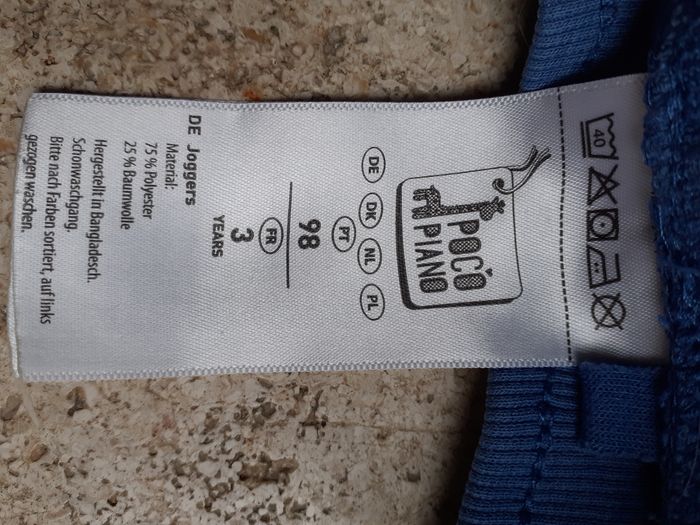 40
POCO
PIANO
DE DK NL PL
PT
98
FR
3
YEARS
DE Joggers
Material:
75 % Polyester
25 % Baumwolle
Hergestellt in Bangladesch.
Schonwaschgang.
Bitte nach Farben sortiert, auf links
gezogen waschen.